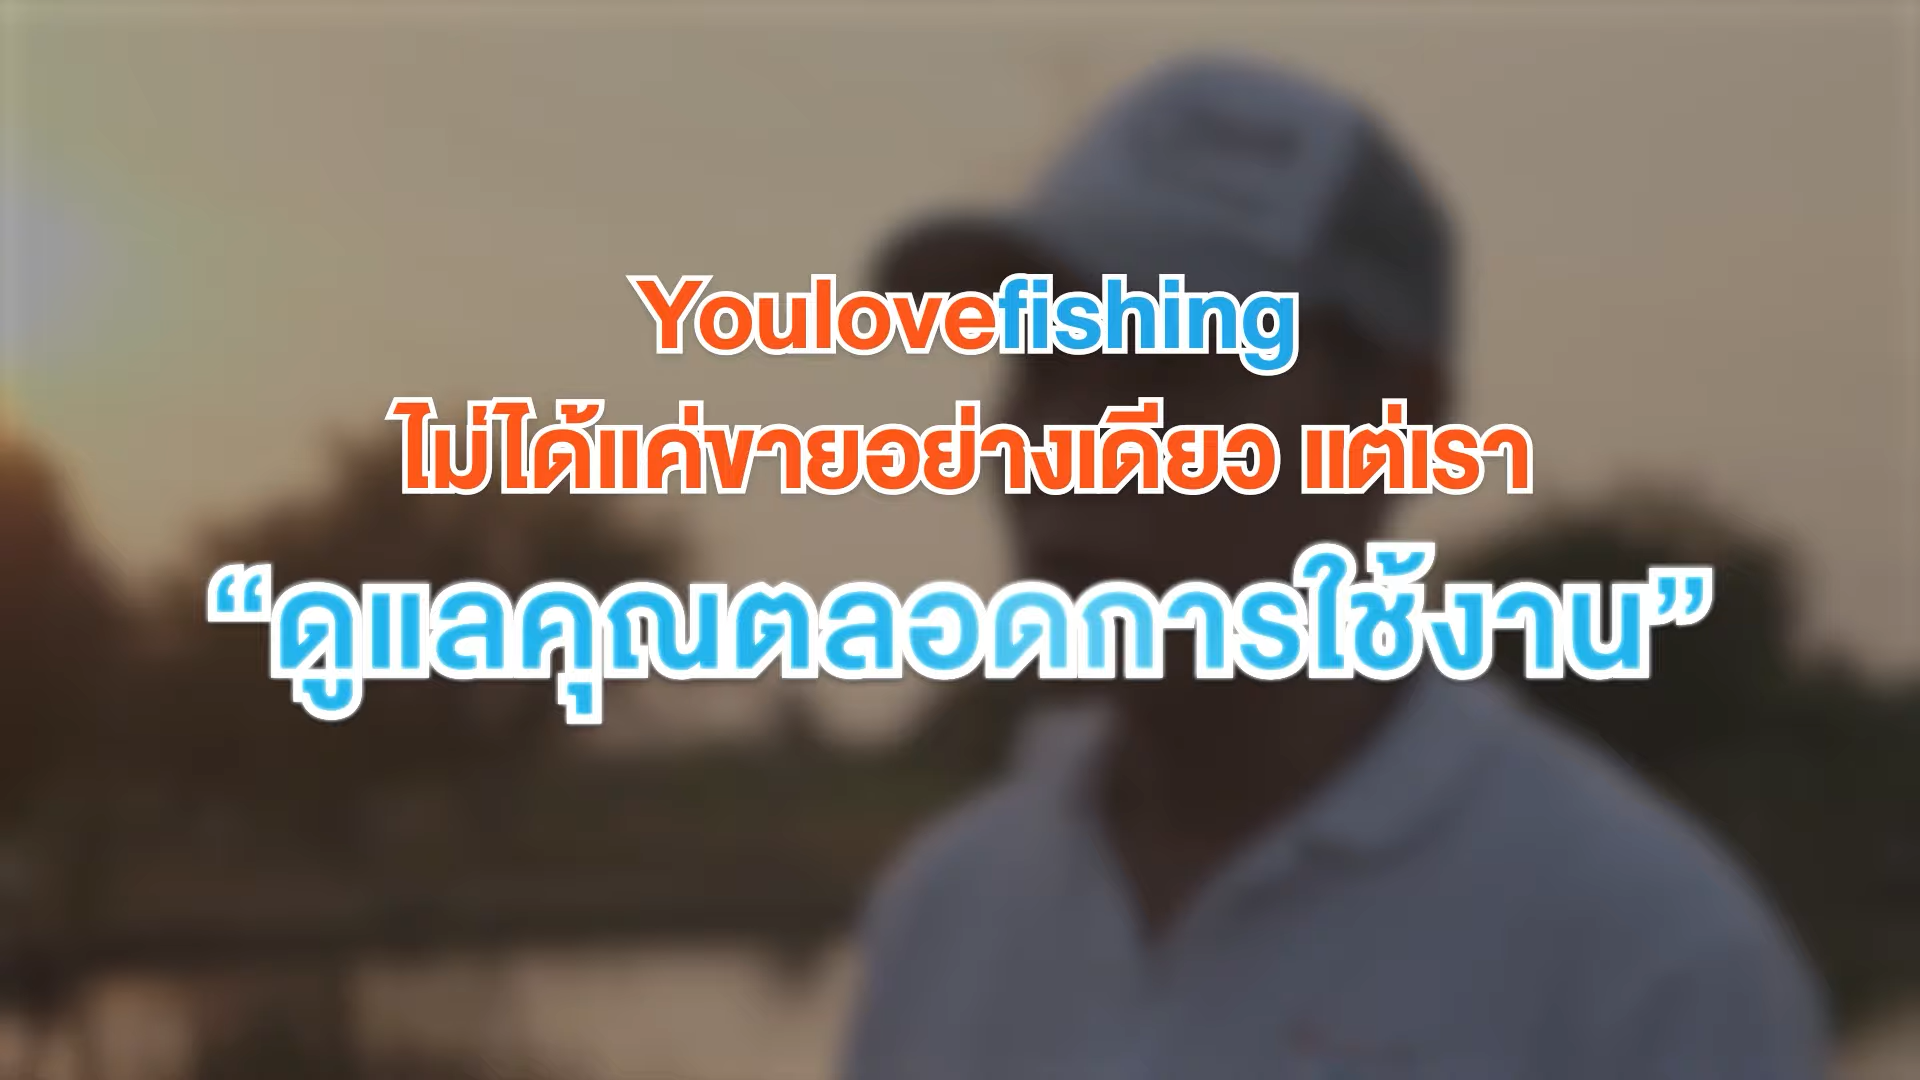 Youlovefishing
ไม่ได้แค่ขายอย่างเดียว แต่เรา
“ดูแลคุณตลอดการใช้งาน”